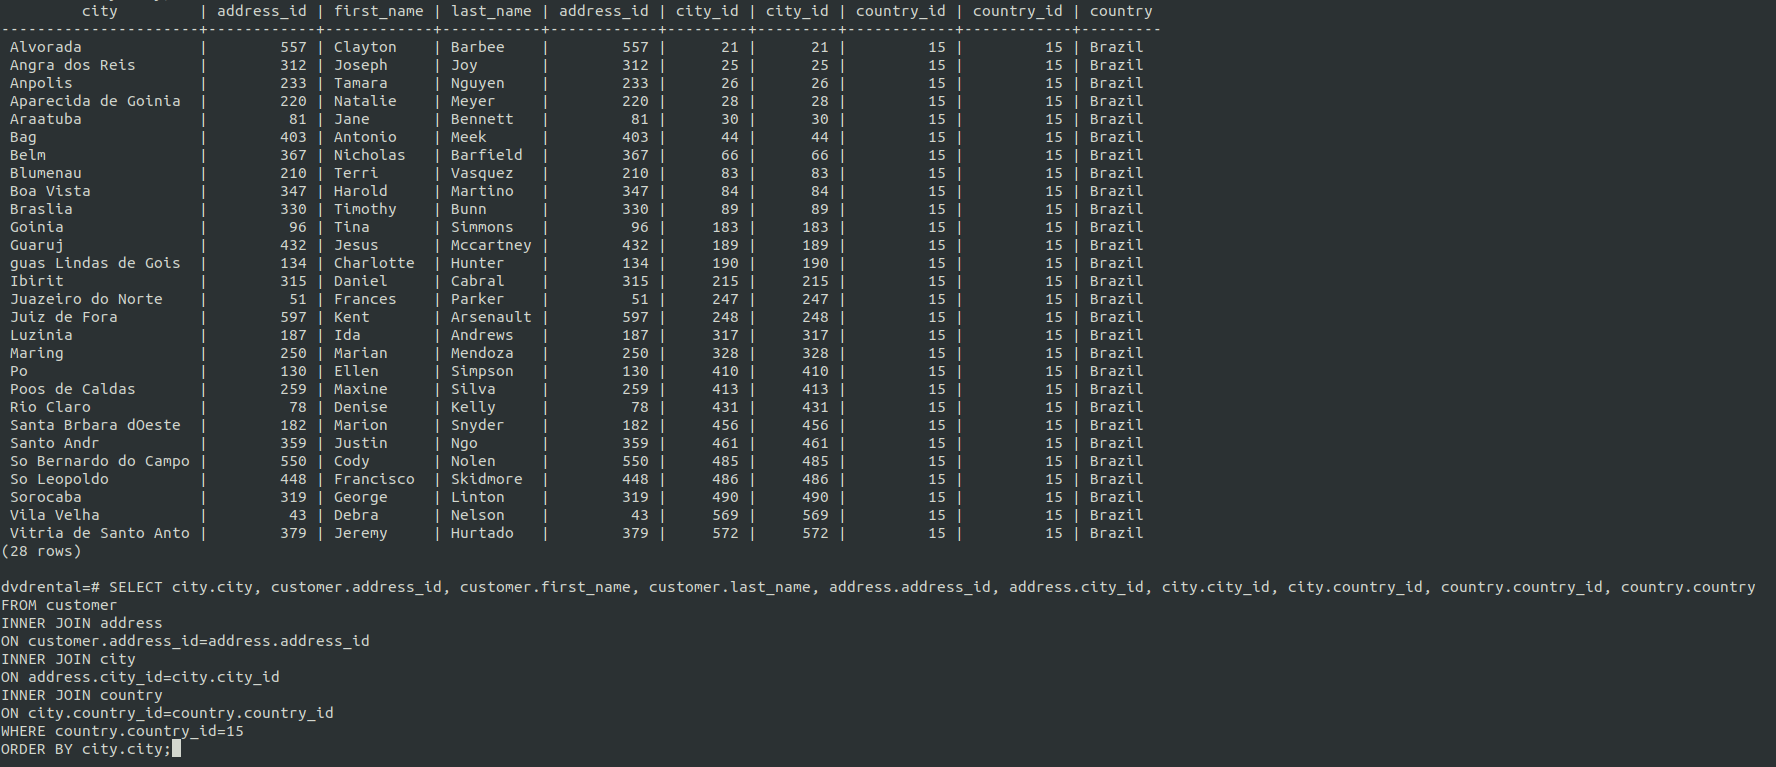 city | address_id | first_name | last_name | address_id | city_id | city_id | country_id | country_id | country
----------------------+------------+------------+-----------+------------+---------+---------+------------+------------+---------
Alvorada | 557 | Clayton | Barbee | 557 | 21 | 21 | 15 | 15 | Brazil
Angra dos Reis | 312 | Joseph | Joy | 312 | 25 | 25 | 15 | 15 | Brazil
Anpolis | 233 | Tamara | Nguyen | 233 | 26 | 26 | 15 | 15 | Brazil
Aparecida de Goinia | 220 | Natalie | Meyer | 220 | 28 | 28 | 15 | 15 | Brazil
Araatuba | 81 | Jane | Bennett | 81 | 30 | 30 | 15 | 15 | Brazil
Bag | 403 | Antonio | Meek | 403 | 44 | 44 | 15 | 15 | Brazil
Belm | 367 | Nicholas | Barfield | 367 | 66 | 66 | 15 | 15 | Brazil
Blumenau | 210 | Terri | Vasquez | 210 | 83 | 83 | 15 | 15 | Brazil
Boa Vista | 347 | Harold | Martino | 347 | 84 | 84 | 15 | 15 | Brazil
Braslia | 330 | Timothy | Bunn | 330 | 89 | 89 | 15 | 15 | Brazil
Goinia | 96 | Tina | Simmons | 96 | 183 | 183 | 15 | 15 | Brazil
Guaruj | 432 | Jesus | Mccartney | 432 | 189 | 189 | 15 | 15 | Brazil
guas Lindas de Gois | 134 | Charlotte | Hunter | 134 | 190 | 190 | 15 | 15 | Brazil
Ibirit | 315 | Daniel | Cabral | 315 | 215 | 215 | 15 | 15 | Brazil
Juazeiro do Norte | 51 | Frances | Parker | 51 | 247 | 247 | 15 | 15 | Brazil
Juiz de Fora | 597 | Kent | Arsenault | 597 | 248 | 248 | 15 | 15 | Brazil
Luzinia | 187 | Ida | Andrews | 187 | 317 | 317 | 15 | 15 | Brazil
Maring | 250 | Marian | Mendoza | 250 | 328 | 328 | 15 | 15 | Brazil
Po | 130 | Ellen | Simpson | 130 | 410 | 410 | 15 | 15 | Brazil
Poos de Caldas | 259 | Maxine | Silva | 259 | 413 | 413 | 15 | 15 | Brazil
Rio Claro | 78 | Denise | Kelly | 78 | 431 | 431 | 15 | 15 | Brazil
Santa Brbara dOeste | 182 | Marion | Snyder | 182 | 456 | 456 | 15 | 15 | Brazil
Santo Andr | 359 | Justin | Ngo | 359 | 461 | 461 | 15 | 15 | Brazil
So Bernardo do Campo | 550 | Cody | Nolen | 550 | 485 | 485 | 15 | 15 | Brazil
So Leopoldo | 448 | Francisco | Skidmore | 448 | 486 | 486 | 15 | 15 | Brazil
Sorocaba | 319 | George | Linton | 319 | 490 | 490 | 15 | 15 | Brazil
Vila Velha | 43 | Debra | Nelson | 43 | 569 | 569 | 15 | 15 | Brazil
Vitria de Santo Anto | 379 | Jeremy | Hurtado | 379 | 572 | 572 | 15 | 15 | Brazil
(28 rows)
dvdrental=# SELECT city.city, customer.address_id, customer.first_name, customer.last_name, address.address_id, address.city_id, city.city_id, city.country_id, country.country_id, country.country
FROM customer
INNER JOIN address
ON customer.address_id=address.address_id
INNER JOIN city
ON address.city_id=city.city_id
INNER JOIN country
ON city.country_id=country.country_id
WHERE country.country_id=15
ORDER BY city.city;